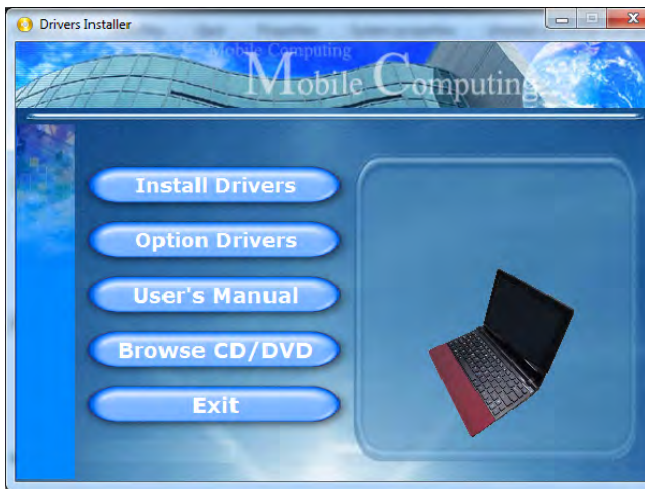 Drivers Installer
Mobile Computing
Mobile Computing
Install Drivers
Option Drivers
User's Manual
Browse CD/DVD
Exit